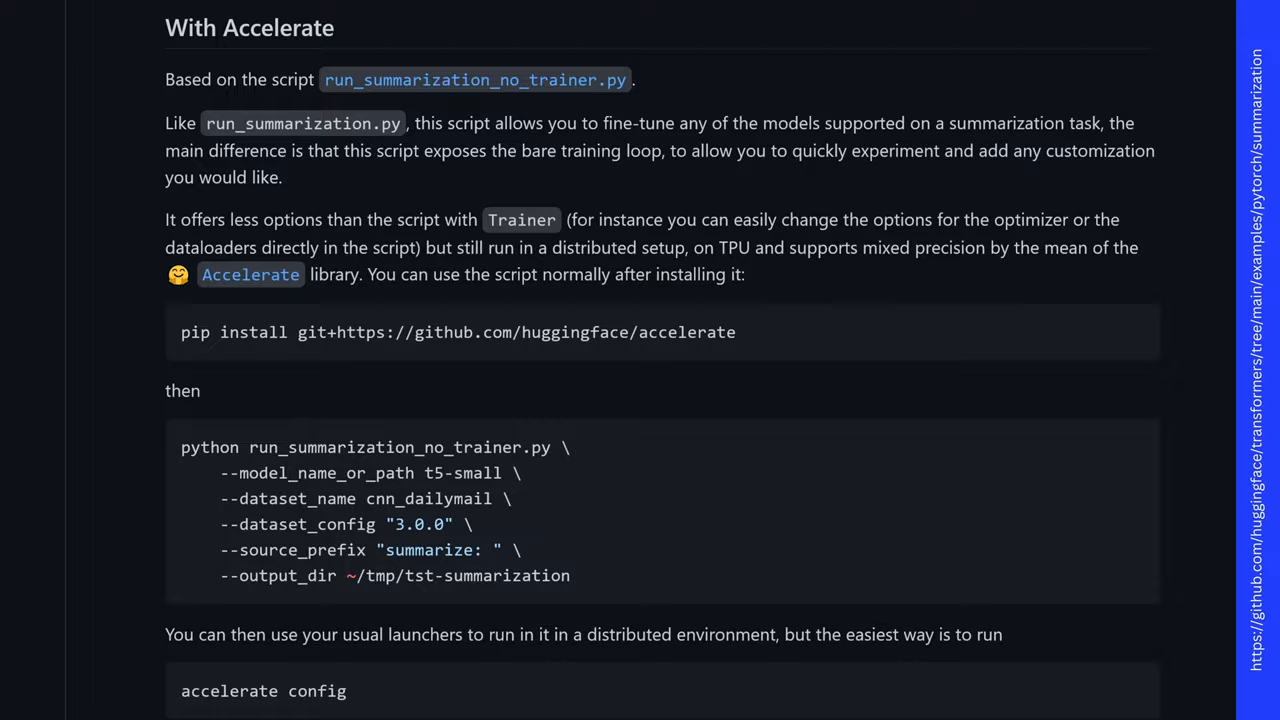 With Accelerate
Based on the script run_summarization_no_trainer.py.
Like run_summarization.py, this script allows you to fine-tune any of the models supported on a summarization task, the
main difference is that this script exposes the bare training loop, to allow you to quickly experiment and add any customization
you would like.
It offers less options than the script with Trainer (for instance you can easily change the options for the optimizer or the
dataloaders directly in the script) but still run in a distributed setup, on TPU and supports mixed precision by the mean of the
🤗 Accelerate library. You can use the script normally after installing it:
pip install git+https://github.com/huggingface/accelerate
then
python run_summarization_no_trainer.py \
    --model_name_or_path t5-small \
    --dataset_name cnn_dailymail \
    --dataset_config "3.0.0" \
    --source_prefix "summarize: " \
    --output_dir ~/tmp/tst-summarization
You can then use your usual launchers to run in it in a distributed environment, but the easiest way is to run
accelerate config
https://github.com/huggingface/transformers/tree/main/examples/pytorch/summarization